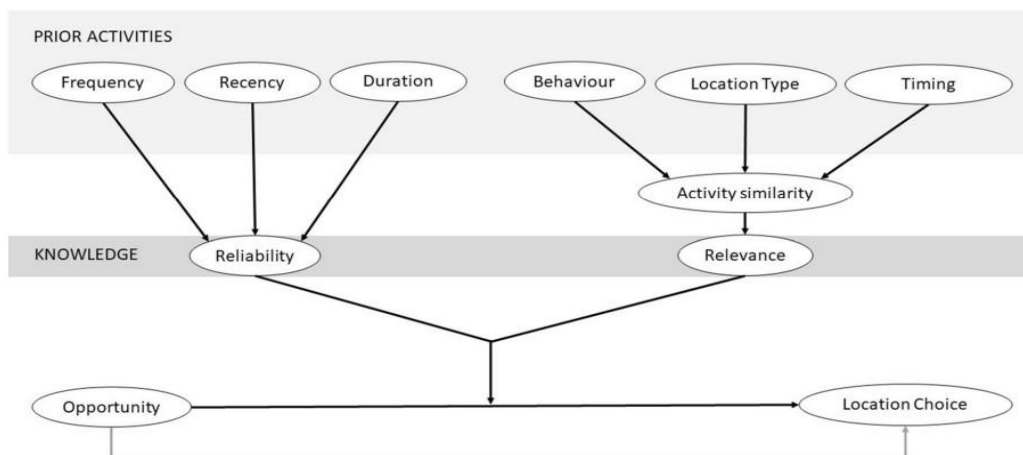 PRIOR ACTIVITIES
Frequency
Recency
Duration
Behaviour
Location Type
Timing
Activity similarity
KNOWLEDGE
Reliability
Relevance
Opportunity
Location Choice